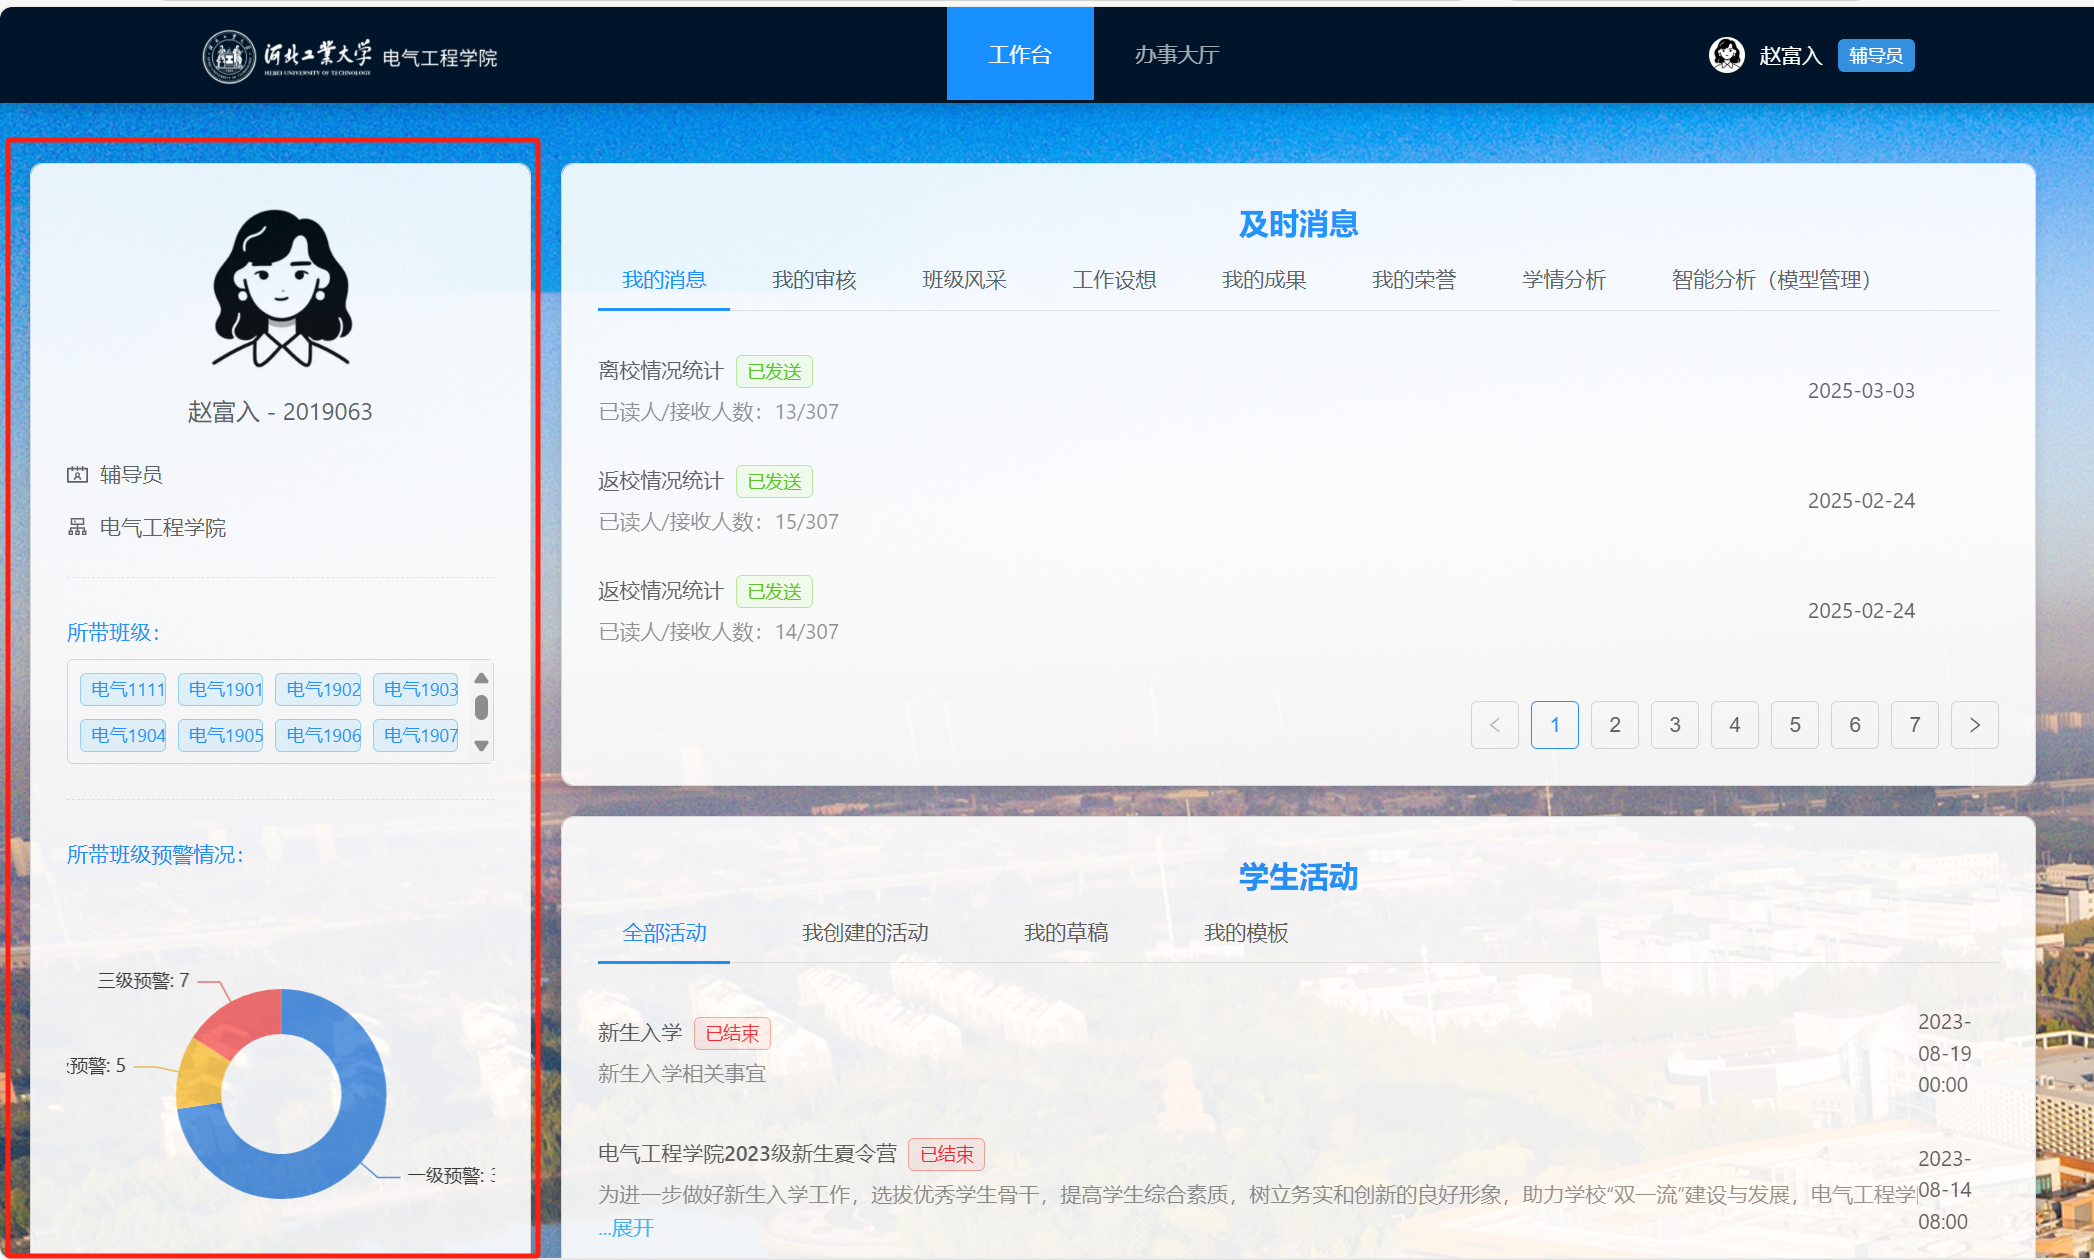 河北工业大学 电气工程学院
HEBEI UNIVERSITY OF TECHNOLOGY
工作台
办事大厅
赵富入 辅导员
赵富入 - 2019063
辅导员
电气工程学院
所带班级：
电气1111 电气1901 电气1902 电气1903
电气1904 电气1905 电气1906 电气1907
所带班级预警情况：
三级预警: 7
预警: 5
一级预警:
及时消息
我的消息 我的审核 班级风采 工作设想 我的成果 我的荣誉 学情分析 智能分析（模型管理）
离校情况统计 已发送
已读人/接收人数：13/307
2025-03-03
返校情况统计 已发送
已读人/接收人数：15/307
2025-02-24
返校情况统计 已发送
已读人/接收人数：14/307
2025-02-24
< 1 2 3 4 5 6 7 >
学生活动
全部活动 我创建的活动 我的草稿 我的模板
新生入学 已结束
新生入学相关事宜
2023-
08-19
00:00
电气工程学院2023级新生夏令营 已结束
为进一步做好新生入学工作，选拔优秀学生骨干，提高学生综合素质，树立务实和创新的良好形象，助力学校“双一流”建设与发展，电气工程学
...展开
2023-
08-14
08:00